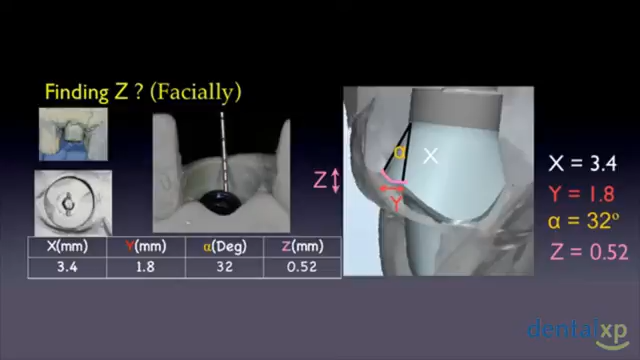 Finding Z ? (Facially)
Z
α
X
Y
X = 3.4
Y = 1.8
α = 32°
Z = 0.52
X(mm) Y(mm) α(Deg) Z(mm)
3.4 1.8 32 0.52
dentalxp